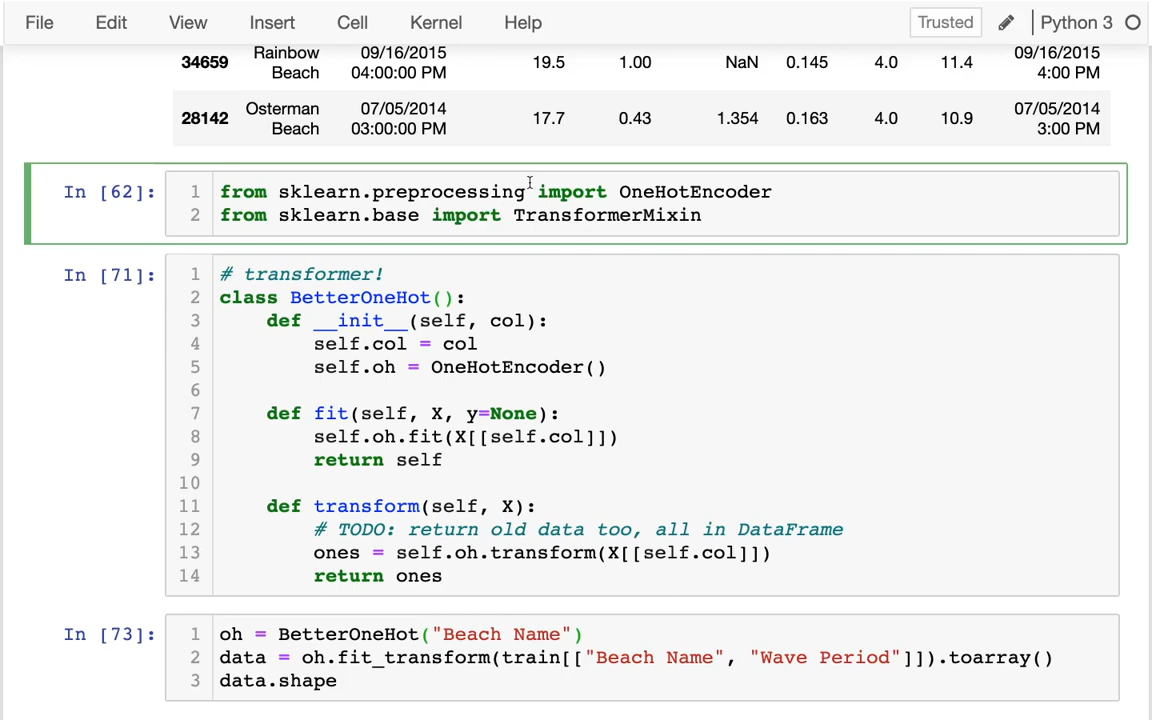 File Edit View Insert Cell Kernel Help Trusted Python 3
34659 Rainbow Beach 09/16/2015 04:00:00 PM 19.5 1.00 NaN 0.145 4.0 11.4 09/16/2015 4:00 PM
28142 Osterman Beach 07/05/2014 03:00:00 PM 17.7 0.43 1.354 0.163 4.0 10.9 07/05/2014 3:00 PM
In [62]: 1 from sklearn.preprocessing import OneHotEncoder
2 from sklearn.base import TransformerMixin
In [71]: 1 # transformer!
2 class BetterOneHot():
3     def __init__(self, col):
4         self.col = col
5         self.oh = OneHotEncoder()
6
7     def fit(self, X, y=None):
8         self.oh.fit(X[[self.col]])
9         return self
10
11     def transform(self, X):
12         # TODO: return old data too, all in DataFrame
13         ones = self.oh.transform(X[[self.col]])
14         return ones
In [73]: 1 oh = BetterOneHot("Beach Name")
2 data = oh.fit_transform(train[["Beach Name", "Wave Period"]]).toarray()
3 data.shape